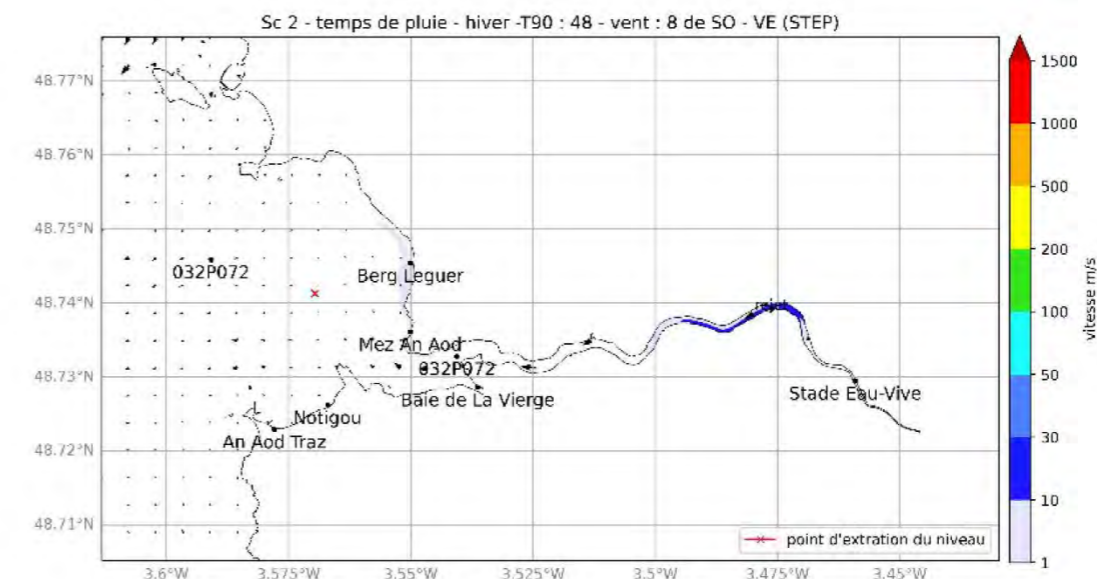 Sc 2 - temps de pluie - hiver -T90 : 48 - vent : 8 de SO - VE (STEP)
48.77°N
48.76°N
48.75°N
48.74°N
48.73°N
48.72°N
48.71°N
032P072
Berg Leguer
Mez An Aod
032P072
Baie de La Vierge
Stade Eau-Vive
Notigou
An Aod Traz
point d'extration du niveau
3.6°W
3.575°W
3.55°W
3.525°W
3.5°W
3.475°W
3.45°W
1500
1000
500
200
100
50
30
10
1
vitesse m/s